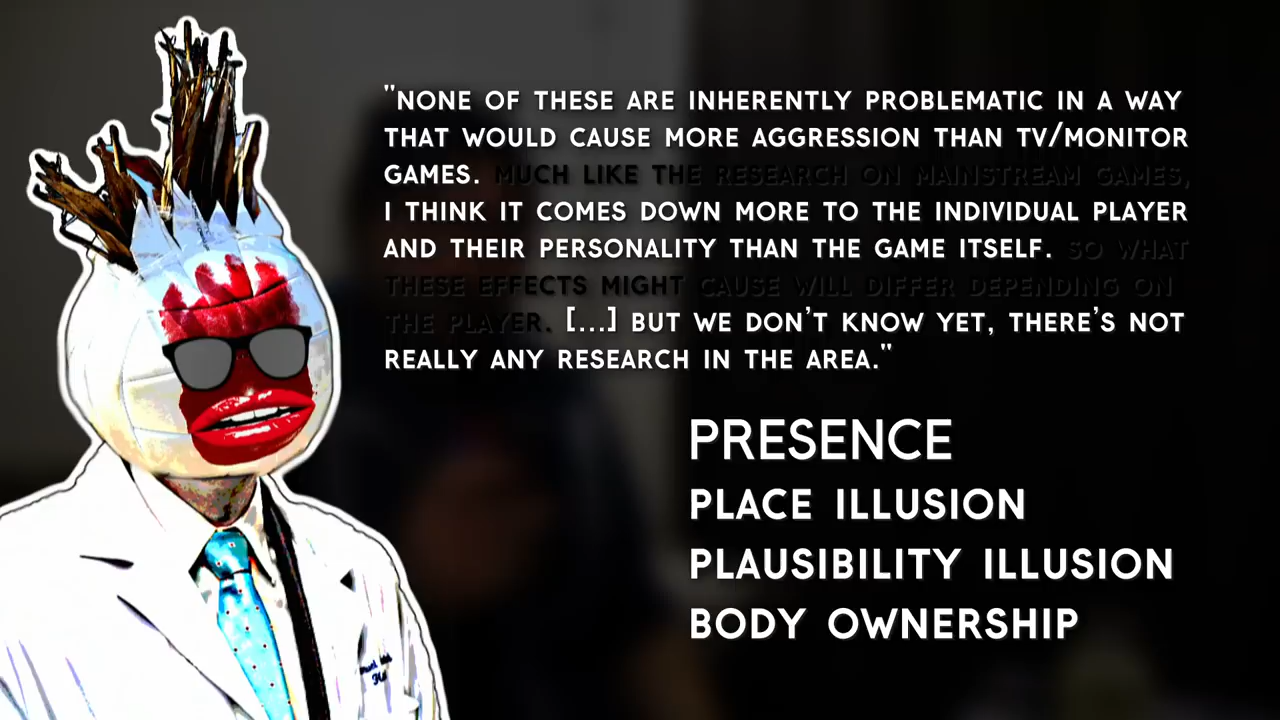 "NONE OF THESE ARE INHERENTLY PROBLEMATIC IN A WAY
THAT WOULD CAUSE MORE AGGRESSION THAN TV/MONITOR
GAMES. MUCH LIKE THE RESEARCH ON MAINSTREAM GAMES,
I THINK IT COMES DOWN MORE TO THE INDIVIDUAL PLAYER
AND THEIR PERSONALITY THAN THE GAME ITSELF. SO WHAT
THESE EFFECTS MIGHT CAUSE WILL DIFFER DEPENDING ON
THE PLAYER. [...] BUT WE DON'T KNOW YET, THERE'S NOT
REALLY ANY RESEARCH IN THE AREA."
PRESENCE
PLACE ILLUSION
PLAUSIBILITY ILLUSION
BODY OWNERSHIP